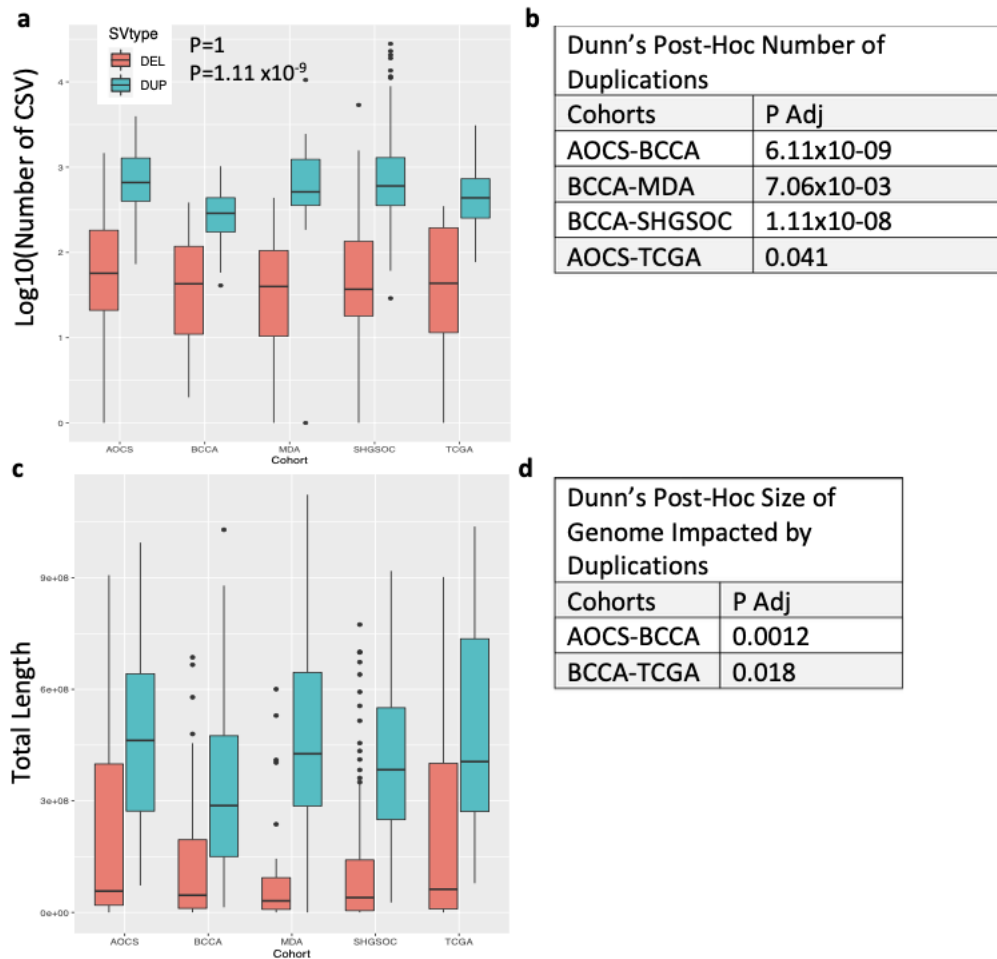 a
SVtype
DEL
DUP
P=1
P=1.11 x10-9
Log10(Number of CSV)
4
3
2
1
0
AOCS BCCA MDA SHGSOC TCGA
Cohort
b
Dunn's Post-Hoc Number of
Duplications
Cohorts P Adj
AOCS-BCCA 6.11x10-09
BCCA-MDA 7.06x10-03
BCCA-SHGSOC 1.11x10-08
AOCS-TCGA 0.041
c
Total Length
9e+08
6e+08
3e+08
0e+00
AOCS BCCA MDA SHGSOC TCGA
Cohort
d
Dunn's Post-Hoc Size of
Genome Impacted by
Duplications
Cohorts P Adj
AOCS-BCCA 0.0012
BCCA-TCGA 0.018